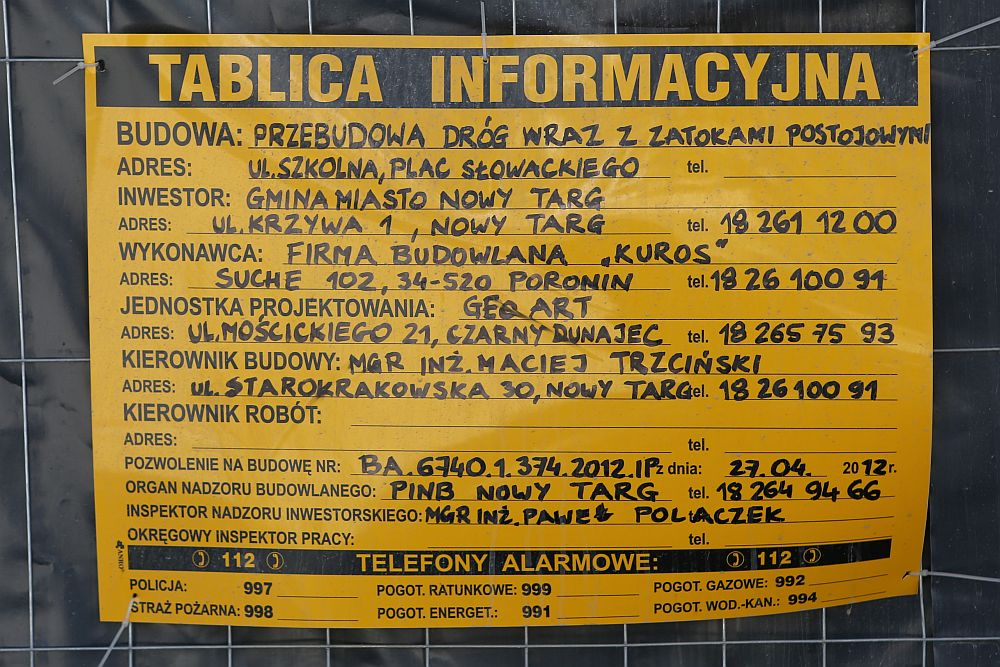 TABLICA INFORMACYJNA
BUDOWA: PRZEBUDOWA DRÓG WRAZ Z ZATOKAMI POSTOJOWYMI
ADRES: UL. SZKOLNA, PLAC SŁOWACKIEGO tel.
INWESTOR: GMINA MIASTO NOWY TARG
ADRES: UL. KRZYWA 1, NOWY TARG tel. 18 261 12 00
WYKONAWCA: FIRMA BUDOWLANA „KUROS"
ADRES: SUCHE 102, 34-520 PORONIN tel. 18 26 100 91
JEDNOSTKA PROJEKTOWANIA: GEO ART
ADRES: UL. MOŚCICKIEGO 21, CZARNY DUNAJEC tel. 18 265 75 93
KIEROWNIK BUDOWY: MGR INŻ. MACIEJ TRZCIŃSKI
ADRES: UL. STAROKRAKOWSKA 30, NOWY TARG tel. 18 26 100 91
KIEROWNIK ROBÓT:
ADRES: tel.
POZWOLENIE NA BUDOWĘ NR: BA.6740.1.374.2012.IP z dnia: 27.04. 2012 r.
ORGAN NADZORU BUDOWLANEGO: PINB NOWY TARG tel. 18 264 94 66
INSPEKTOR NADZORU INWESTORSKIEGO: MGR INŻ. PAWEŁ POLACZEK
OKRĘGOWY INSPEKTOR PRACY: tel.
112 TELEFONY ALARMOWE: 112
POLICJA: 997 POGOT. RATUNKOWE: 999 POGOT. GAZOWE: 992
STRAŻ POŻARNA: 998 POGOT. ENERGET.: 991 POGOT. WOD.-KAN.: 994